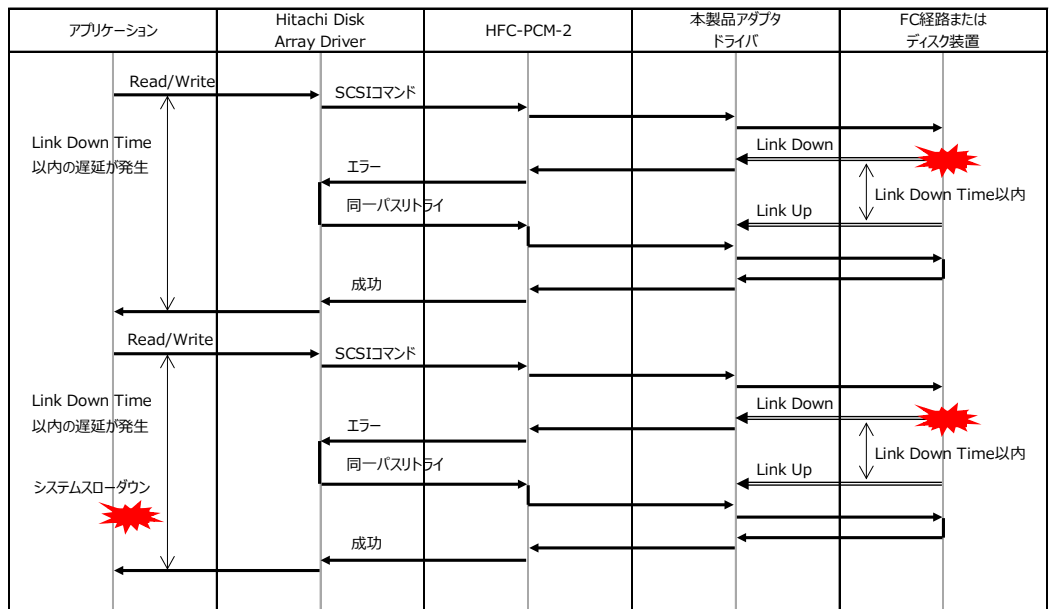 アプリケーション
Hitachi Disk
Array Driver
HFC-PCM-2
本製品アダプタ
ドライバ
FC経路または
ディスク装置
Read/Write
SCSIコマンド
Link Down Time
以内の遅延が発生
Link Down
エラー
Link Down Time以内
同一パスリトライ
Link Up
成功
Read/Write
SCSIコマンド
Link Down Time
以内の遅延が発生
Link Down
エラー
Link Down Time以内
同一パスリトライ
Link Up
システムスローダウン
成功